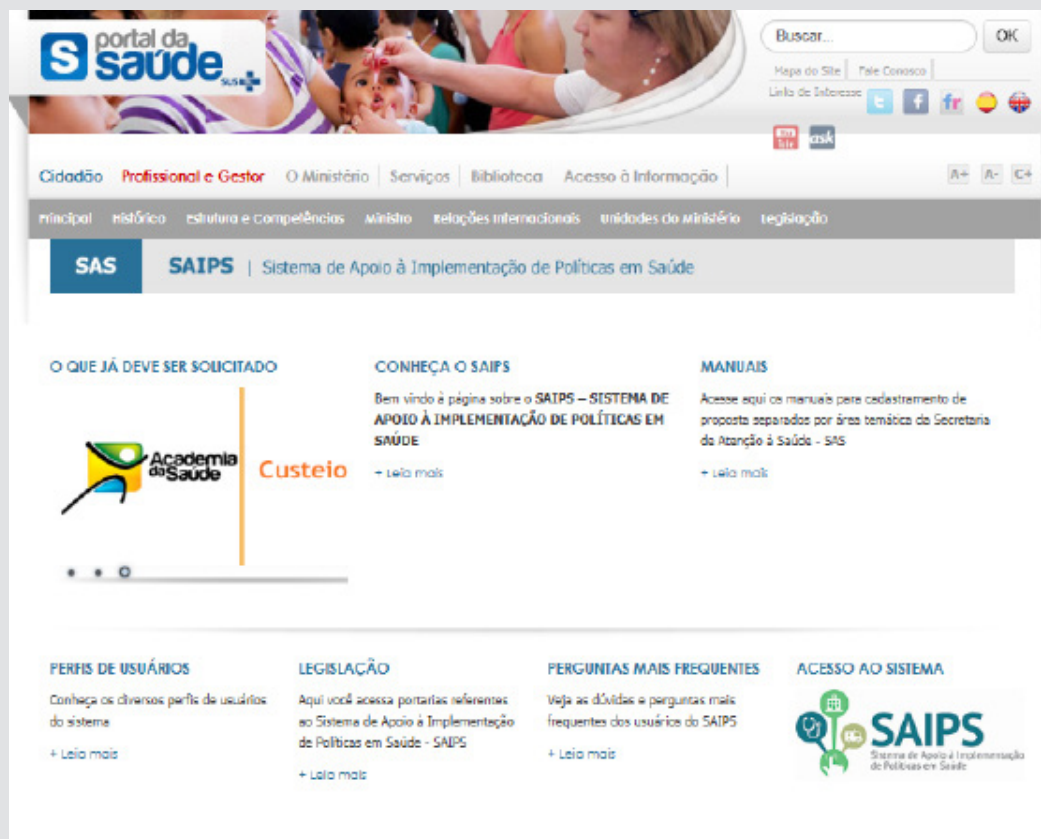 S portal da
saúde
SUS
Buscar...
OK
Mapa do Site
Fale Conosco
Links de Interesse
f
fr
You
Tube
ask
Cidadão
Profissional e Gestor
O Ministério
Serviços
Biblioteca
Acesso à Informação
A+
A-
C+
Principal
Histórico
Estrutura e Competências
Ministro
Relações Internacionais
Unidades do Ministério
Legislação
SAS
SAIPS | Sistema de Apoio à Implementação de Políticas em Saúde
O QUE JÁ DEVE SER SOLICITADO
Academia
da Saúde
Custeio
CONHEÇA O SAIPS
Bem vindo à página sobre o SAIPS – SISTEMA DE
APOIO À IMPLEMENTAÇÃO DE POLÍTICAS EM
SAÚDE
+ Leia mais
MANUAIS
Acesse aqui os manuais para cadastramento de
proposta separados por área temática da Secretaria
de Atenção à Saúde - SAS
+ Leia mais
PERFIS DE USUÁRIOS
Conheça os diversos perfis de usuários
do sistema
+ Leia mais
LEGISLAÇÃO
Aqui você acessa portarias referentes
ao Sistema de Apoio à Implementação
de Políticas em Saúde - SAIPS
+ Leia mais
PERGUNTAS MAIS FREQUENTES
Veja as dúvidas e perguntas mais
frequentes dos usuários do SAIPS
+ Leia mais
ACESSO AO SISTEMA
SAIPS
Sistema de Apoio à Implementação
de Políticas em Saúde